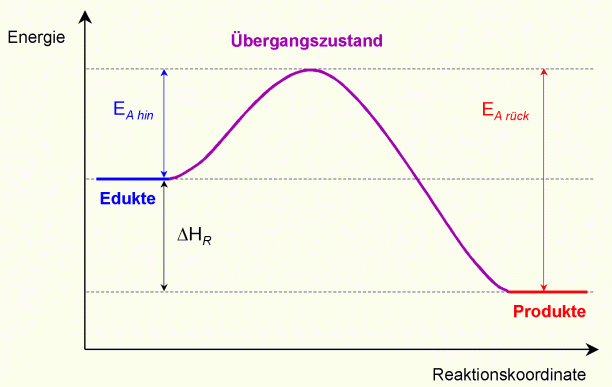 Energie
Übergangszustand
E A hin
E A rück
Edukte
ΔH R
Produkte
Reaktionskoordinate